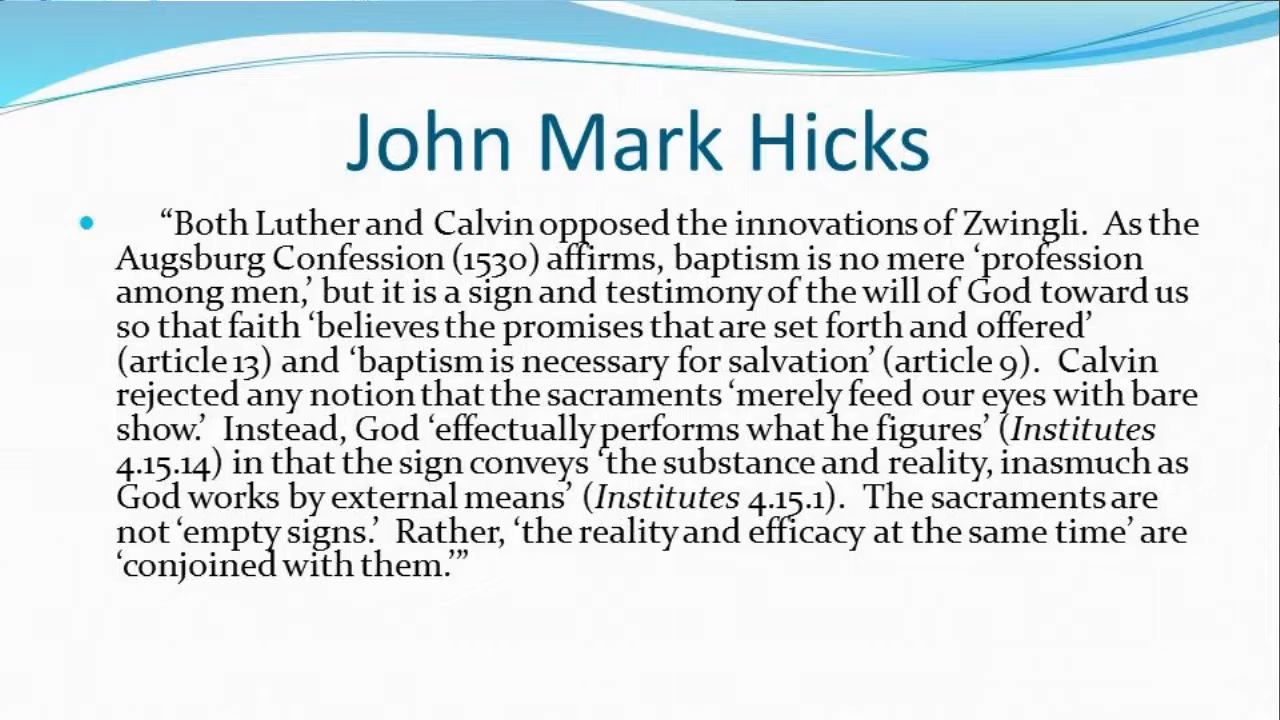 John Mark Hicks
• “Both Luther and Calvin opposed the innovations of Zwingli. As the
Augsburg Confession (1530) affirms, baptism is no mere ‘profession
among men,’ but it is a sign and testimony of the will of God toward us
so that faith ‘believes the promises that are set forth and offered’
(article 13) and ‘baptism is necessary for salvation’ (article 9). Calvin
rejected any notion that the sacraments ‘merely feed our eyes with bare
show.’ Instead, God ‘effectually performs what he figures’ (Institutes
4.15.14) in that the sign conveys ‘the substance and reality, inasmuch as
God works by external means’ (Institutes 4.15.1). The sacraments are
not ‘empty signs.’ Rather, ‘the reality and efficacy at the same time’ are
‘conjoined with them.’”